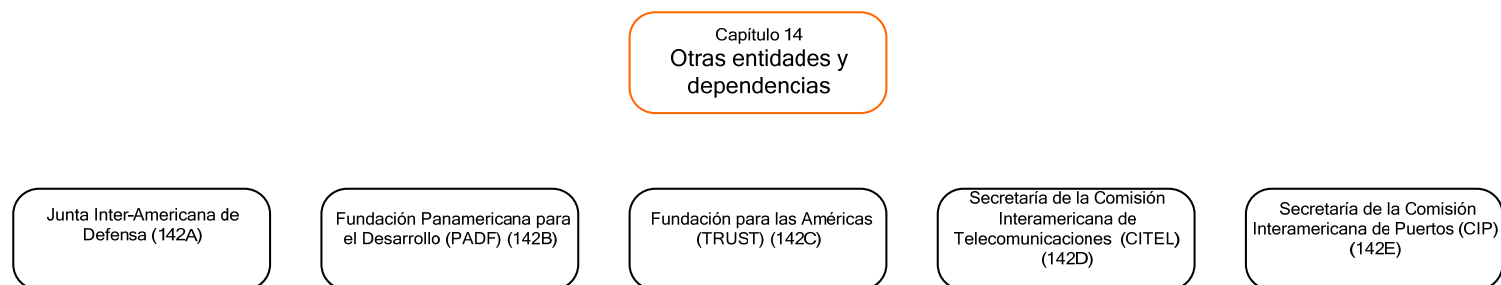 Capítulo 14
Otras entidades y
dependencias
Junta Inter-Americana de
Defensa (142A)
Fundación Panamericana para
el Desarrollo (PADF) (142B)
Fundación para las Américas
(TRUST) (142C)
Secretaría de la Comisión
Interamericana de
Telecomunicaciones (CITEL)
(142D)
Secretaría de la Comisión
Interamericana de Puertos (CIP)
(142E)